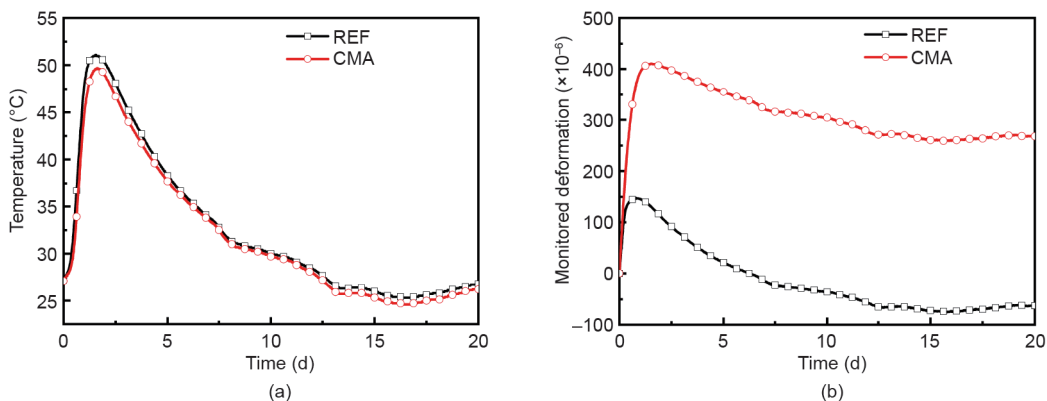 55
50
45
40
35
30
25
Temperature (°C)
REF
CMA
0
5
10
15
20
Time (d)
(a)
500
400
300
200
100
0
−100
Monitored deformation (×10⁻⁶)
REF
CMA
0
5
10
15
20
Time (d)
(b)